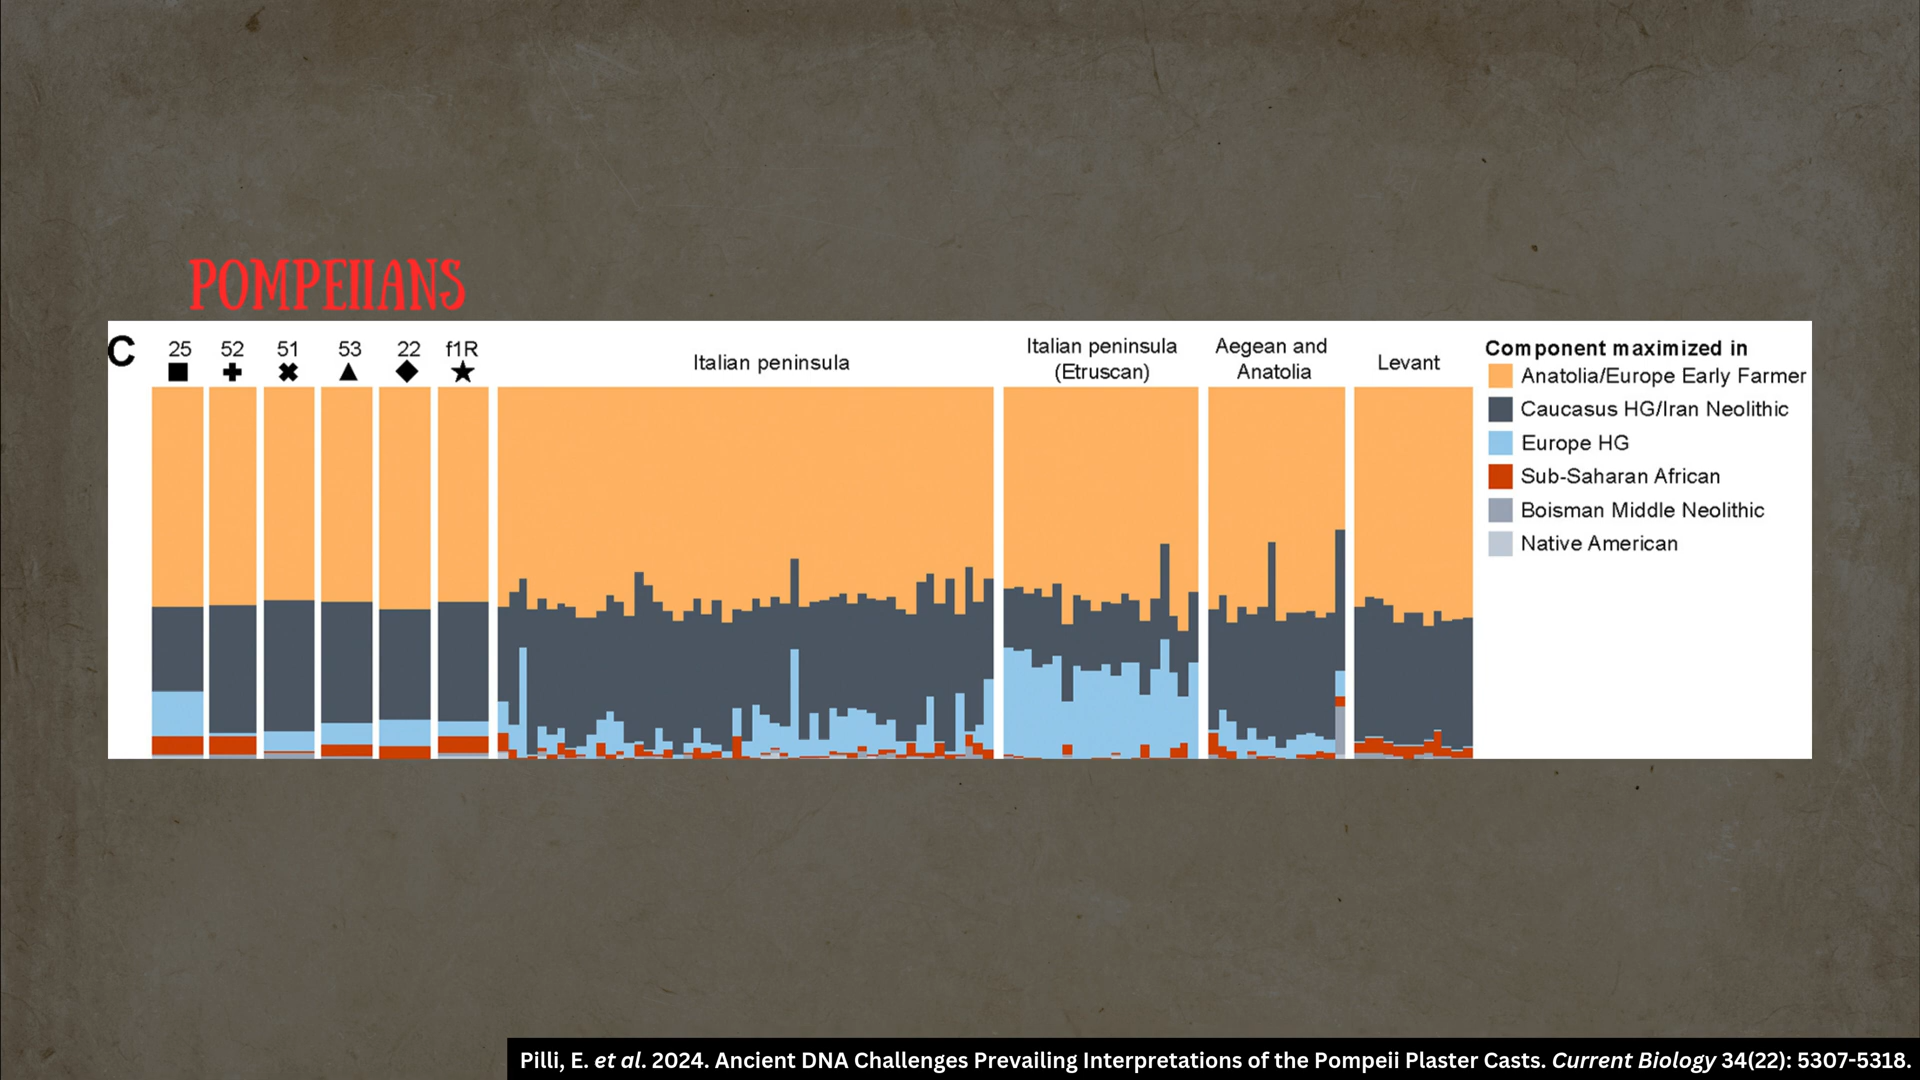 POMPEIIANS
C
25 52 51 53 22 f1R
Italian peninsula
Italian peninsula
(Etruscan)
Aegean and
Anatolia
Levant
Component maximized in
Anatolia/Europe Early Farmer
Caucasus HG/Iran Neolithic
Europe HG
Sub-Saharan African
Boisman Middle Neolithic
Native American
Pilli, E. et al. 2024. Ancient DNA Challenges Prevailing Interpretations of the Pompeii Plaster Casts. Current Biology 34(22): 5307-5318.